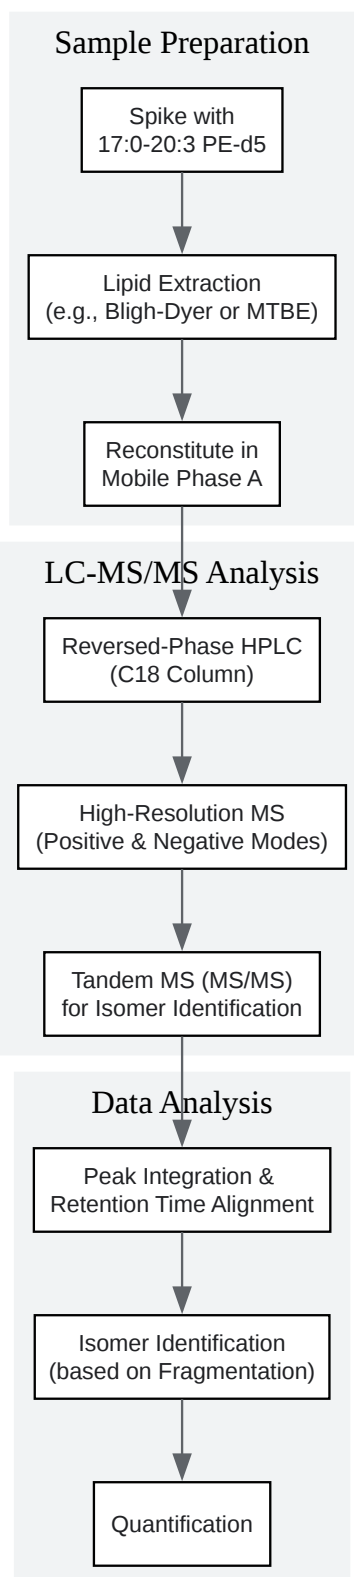 Sample Preparation
Spike with
17:0-20:3 PE-d5
Lipid Extraction
(e.g., Bligh-Dyer or MTBE)
Reconstitute in
Mobile Phase A
LC-MS/MS Analysis
Reversed-Phase HPLC
(C18 Column)
High-Resolution MS
(Positive & Negative Modes)
Tandem MS (MS/MS)
for Isomer Identification
Data Analysis
Peak Integration &
Retention Time Alignment
Isomer Identification
(based on Fragmentation)
Quantification